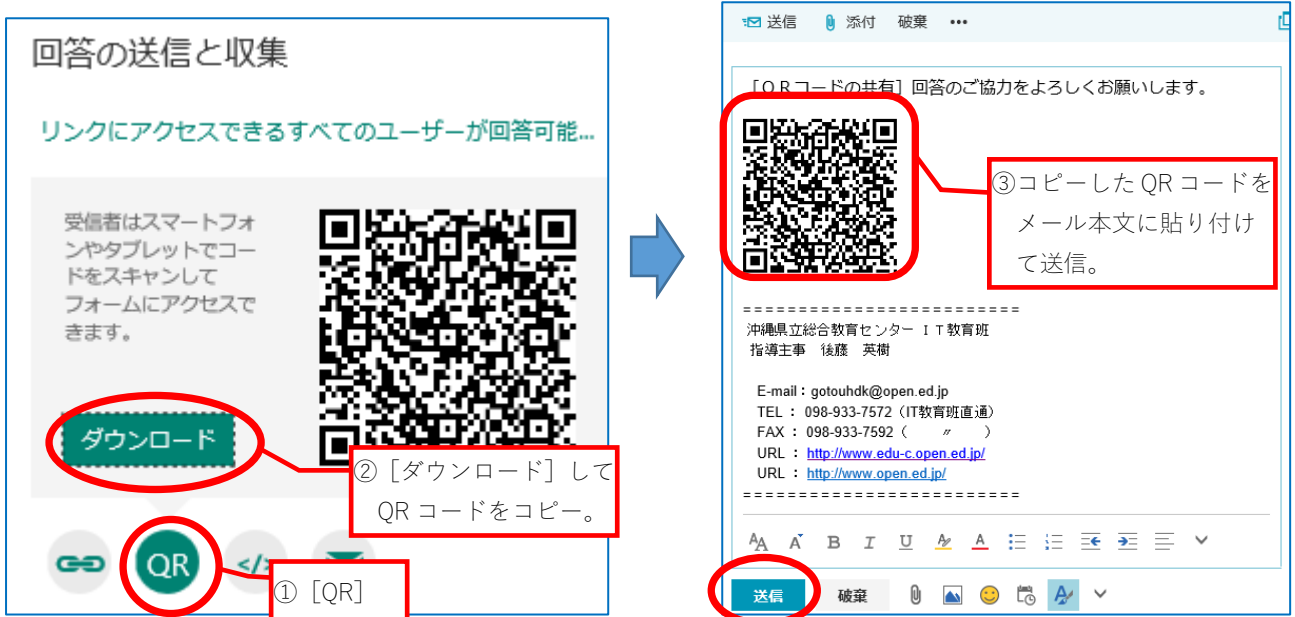 回答の送信と収集
リンクにアクセスできるすべてのユーザーが回答可能...
受信者はスマートフォ
ンやタブレットでコー
ドをスキャンして
フォームにアクセスで
きます。
ダウンロード
②［ダウンロード］して
QRコードをコピー。
QR
</>
①［QR］
送信 添付 破棄 •••
［ＱＲコードの共有］回答のご協力をよろしくお願いします。
③コピーしたQRコードを
メール本文に貼り付け
て送信。
=========================
沖縄県立総合教育センター ＩＴ教育班
指導主事 後藤 英樹
E-mail：gotouhdk@open.ed.jp
TEL： 098-933-7572（IT教育班直通）
FAX： 098-933-7592（ 〃 ）
URL： http://www.edu-c.open.ed.jp/
URL： http://www.open.ed.jp/
=========================
AA A B I U A
送信 破棄